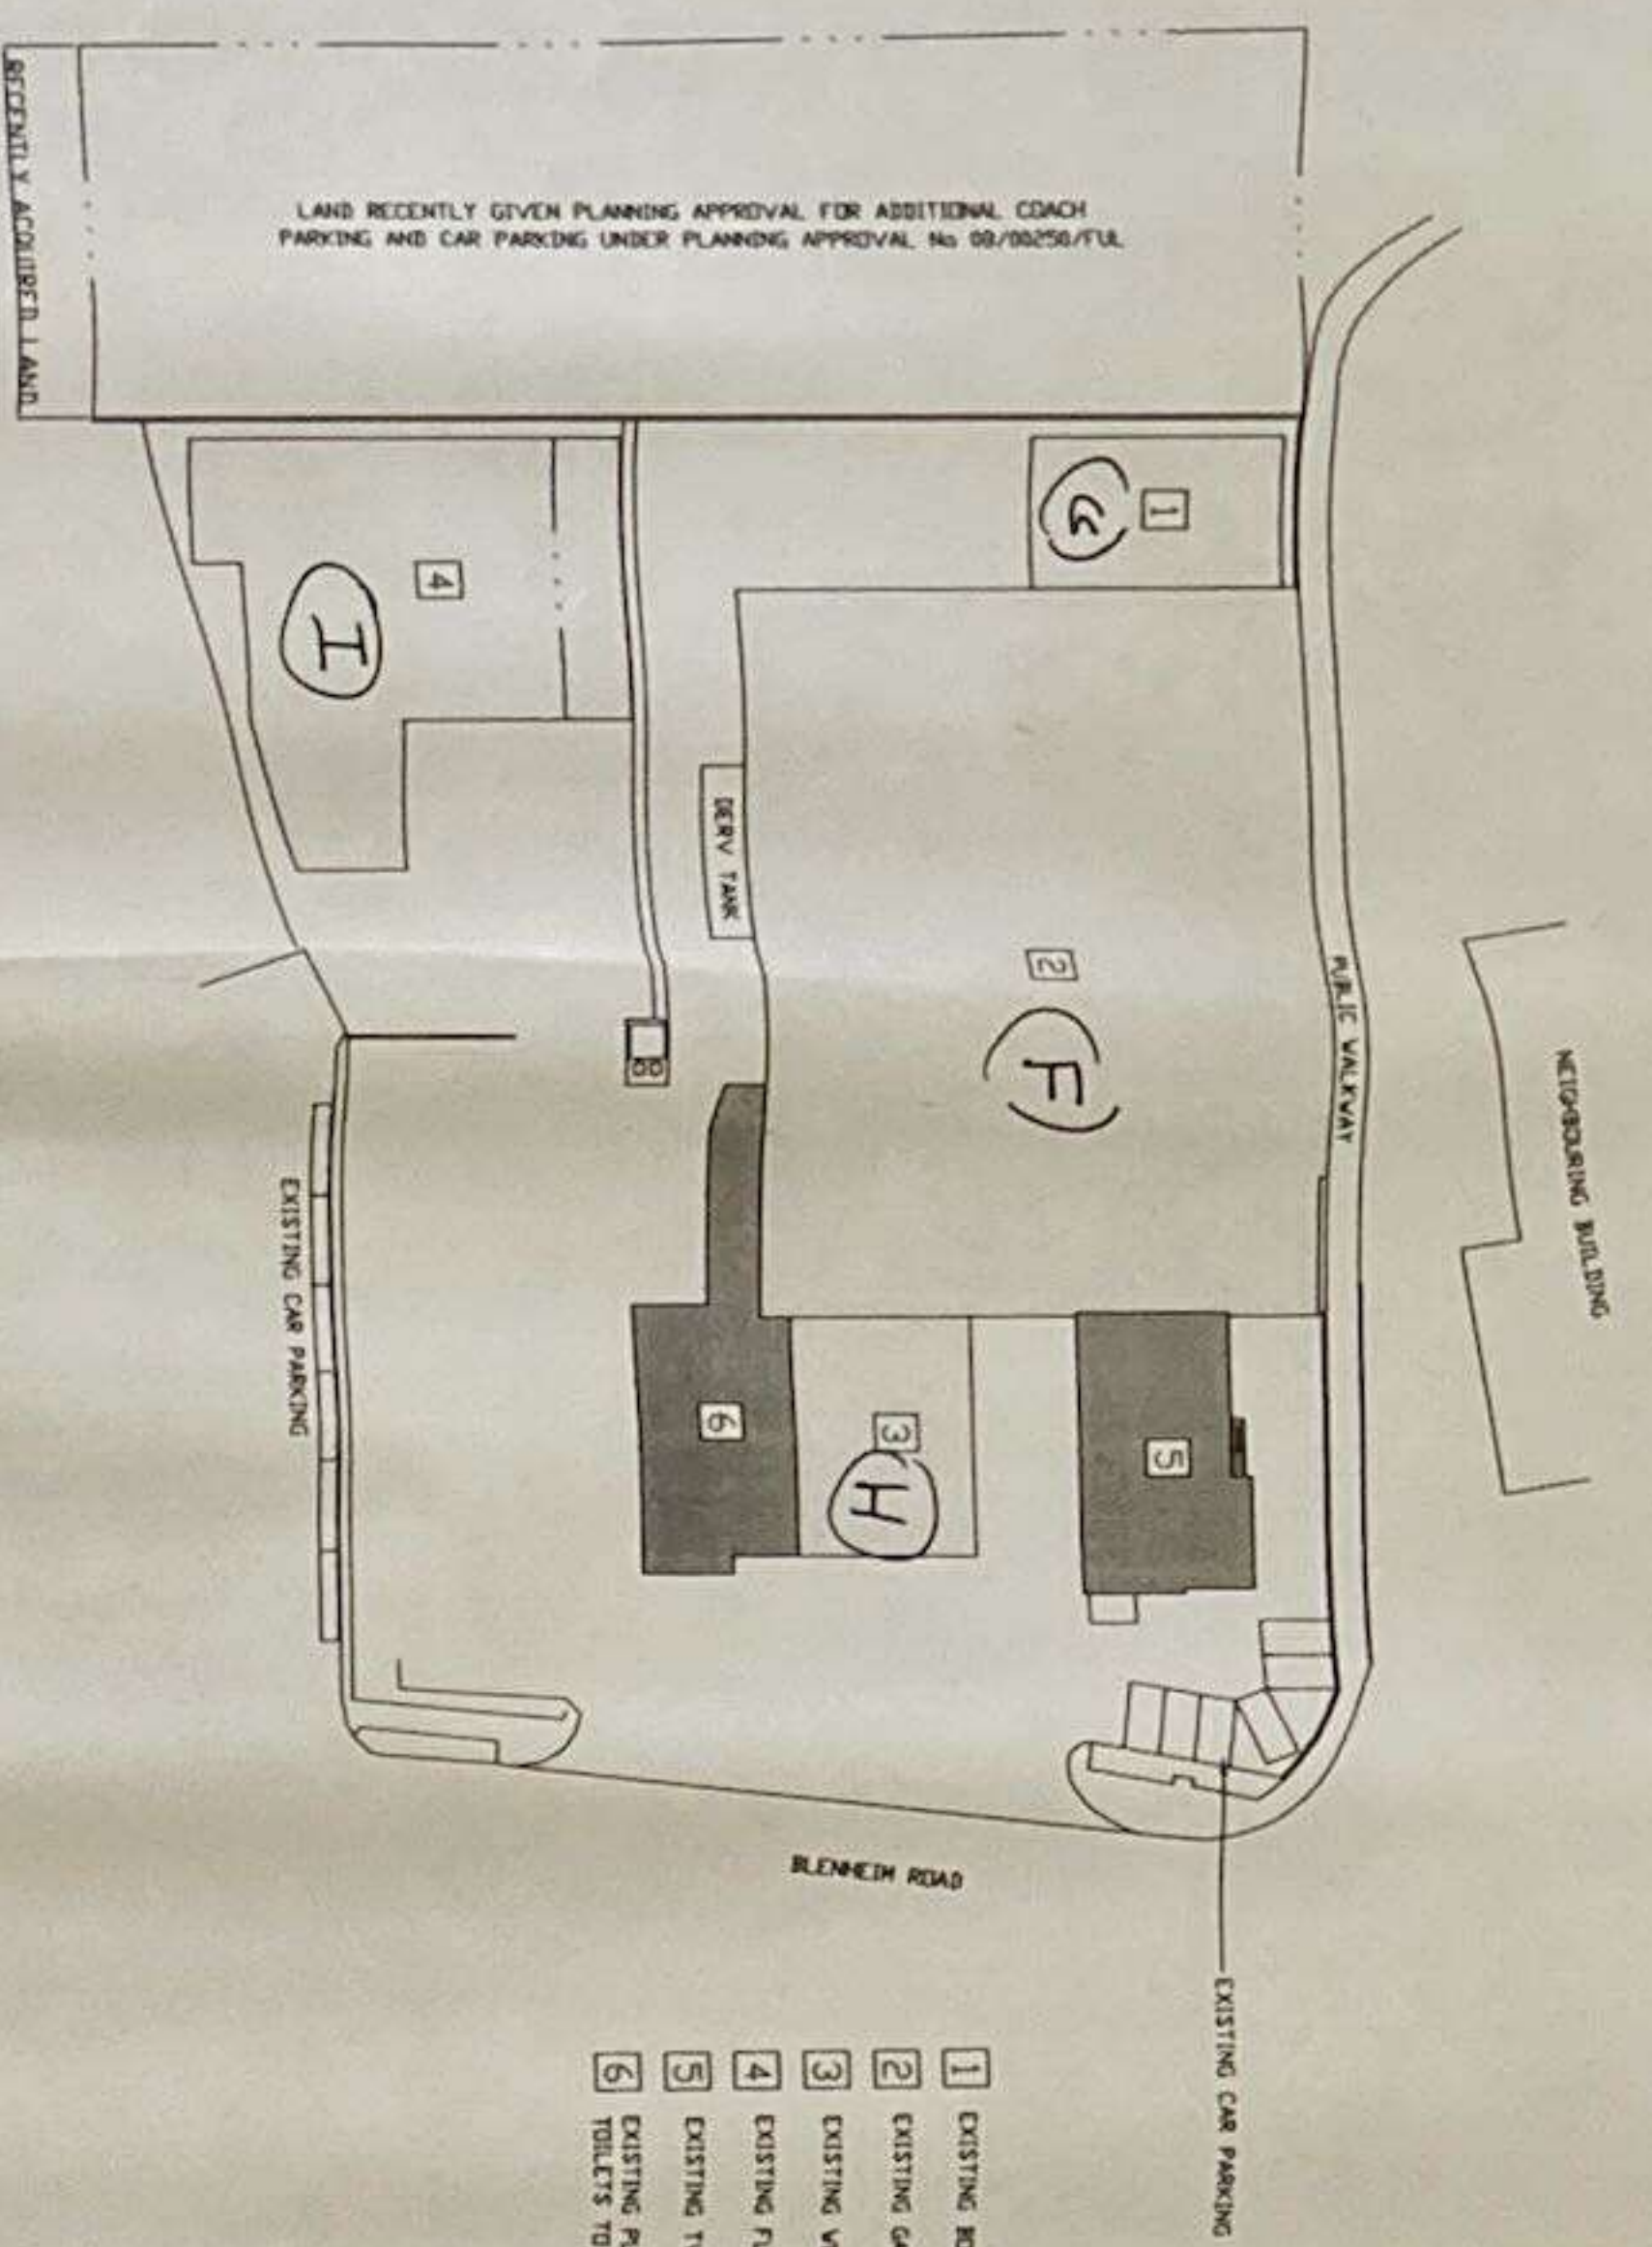 LAND RECENTLY GIVEN PLANNING APPROVAL FOR ADDITIONAL COACH
PARKING AND CAR PARKING UNDER PLANNING APPROVAL No 08/00250/FUL
RECENTLY ACQUIRED LAND
1
G
4
I
DERV TANK
2
F
PUBLIC WALKWAY
NEIGHBOURING BUILDING
EXISTING CAR PARKING
6
3
H
5
BLENHEIM ROAD
EXISTING CAR PARKING
1 EXISTING
2 EXISTING
3 EXISTING
4 EXISTING
5 EXISTING
6 EXISTING
TOILETS TO